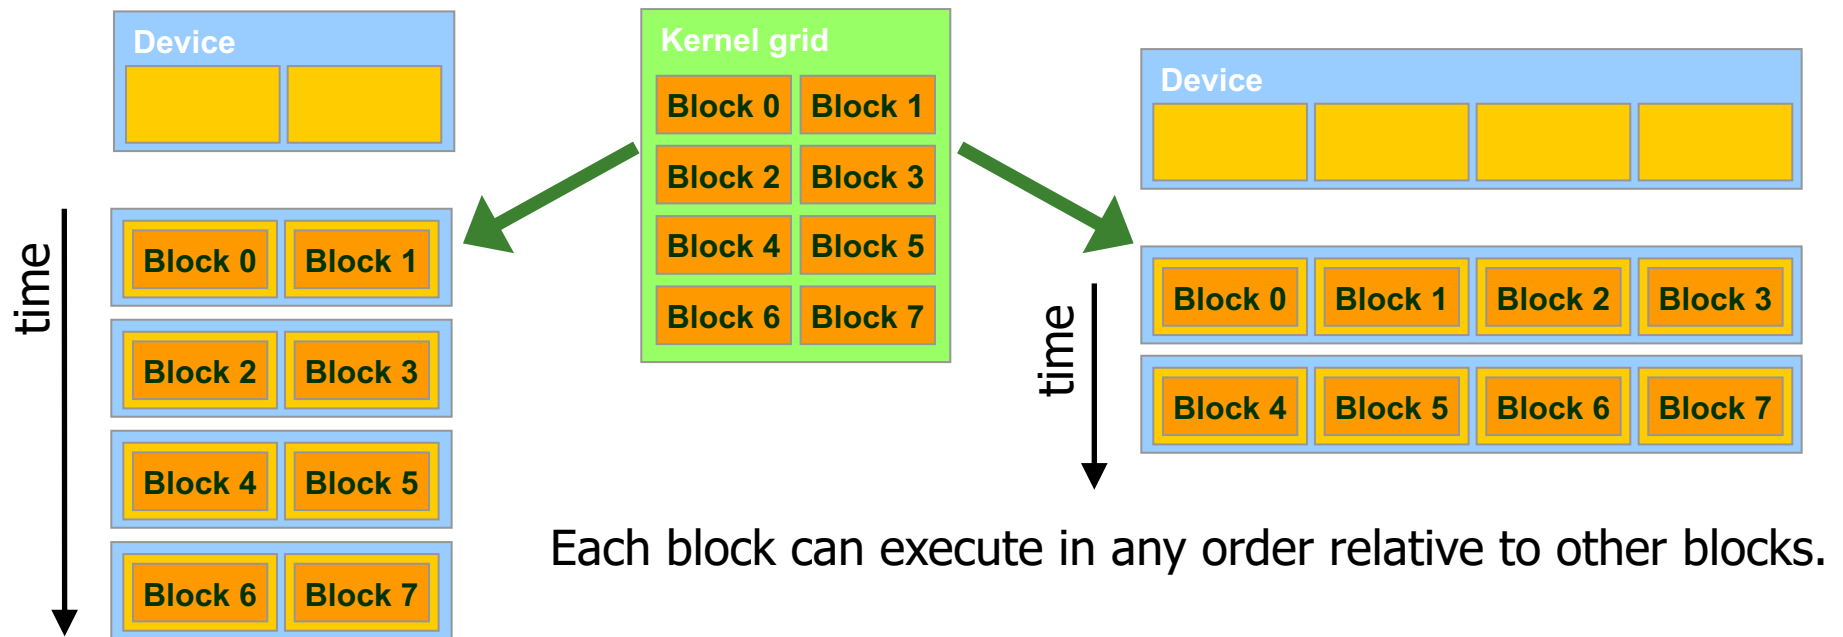 Device
time
Block 0 Block 1
Block 2 Block 3
Block 4 Block 5
Block 6 Block 7
Kernel grid
Block 0 Block 1
Block 2 Block 3
Block 4 Block 5
Block 6 Block 7
Device
time
Block 0 Block 1 Block 2 Block 3
Block 4 Block 5 Block 6 Block 7
Each block can execute in any order relative to other blocks.